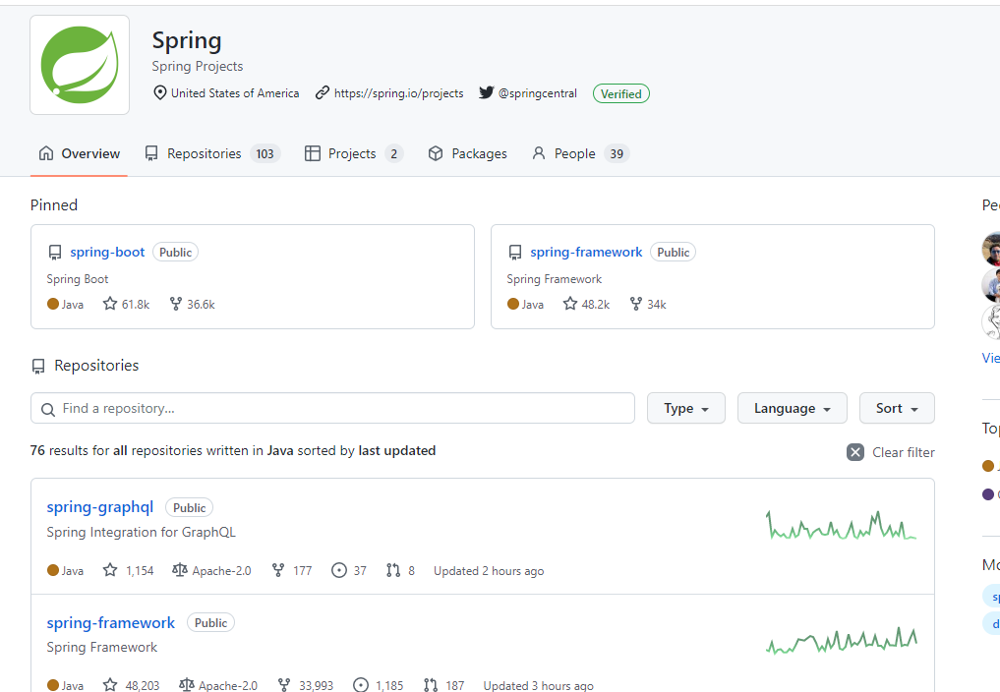 Spring
Spring Projects
United States of America https://spring.io/projects @springcentral Verified
Overview Repositories 103 Projects 2 Packages People 39
Pinned
spring-boot Public
Spring Boot
Java 61.8k 36.6k
spring-framework Public
Spring Framework
Java 48.2k 34k
Repositories
Find a repository...
Type Language Sort
76 results for all repositories written in Java sorted by last updated
Clear filter
spring-graphql Public
Spring Integration for GraphQL
Java 1,154 Apache-2.0 177 37 8 Updated 2 hours ago
spring-framework Public
Spring Framework
Java 48,203 Apache-2.0 33,993 1,185 187 Updated 3 hours ago